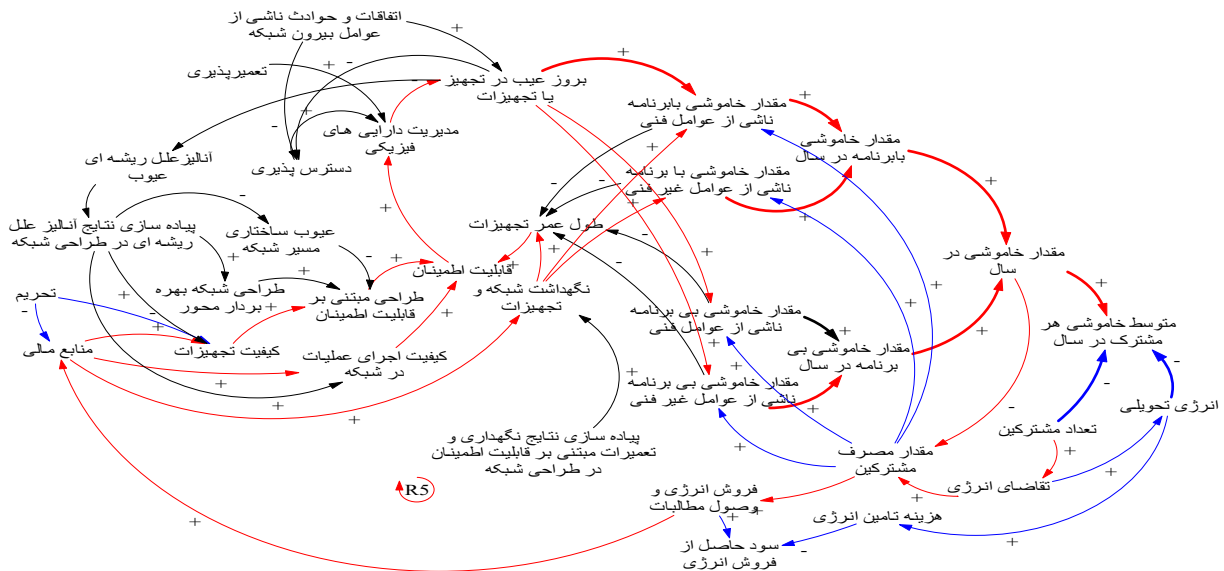 اتفاقات و حوادث ناشی از
عوامل بیرون شبکه
تعمیرپذیری
بروز عیب در تجهیز
یا تجهیزات
مدیریت دارایی های
فیزیکی
دسترس پذیری
آنالیزعلل ریشه ای
عیوب
پیاده سازی نتایج آنالیز علل
ریشه ای در طراحی شبکه
عیوب ساختاری
مسیر شبکه
طراحی شبکه بهره
بردار محور
طراحی مبتنی بر
قابلیت اطمینان
قابلیت اطمینان
طول عمر تجهیزات
نگهداشت شبکه و
تجهیزات
تحریم
منابع مالی
کیفیت تجهیزات
کیفیت اجرای عملیات
در شبکه
پیاده سازی نتایج نگهداری و
تعمیرات مبتنی بر قابلیت اطمینان
در طراحی شبکه
مقدار خاموشی بابرنامه
ناشی از عوامل فنی
مقدار خاموشی با برنامه
ناشی از عوامل غیر فنی
مقدار خاموشی
بابرنامه در سال
مقدار خاموشی بی برنامه
ناشی از عوامل فنی
مقدار خاموشی بی برنامه
ناشی از عوامل غیر فنی
مقدار خاموشی بی
برنامه در سال
مقدار خاموشی در
سال
متوسط خاموشی هر
مشترک در سال
انرژی تحویلی
تعداد مشترکین
تقاضای انرژی
مقدار مصرف
مشترکین
هزینه تامین انرژی
فروش انرژی و
وصول مطالبات
سود حاصل از
فروش انرژی
R5